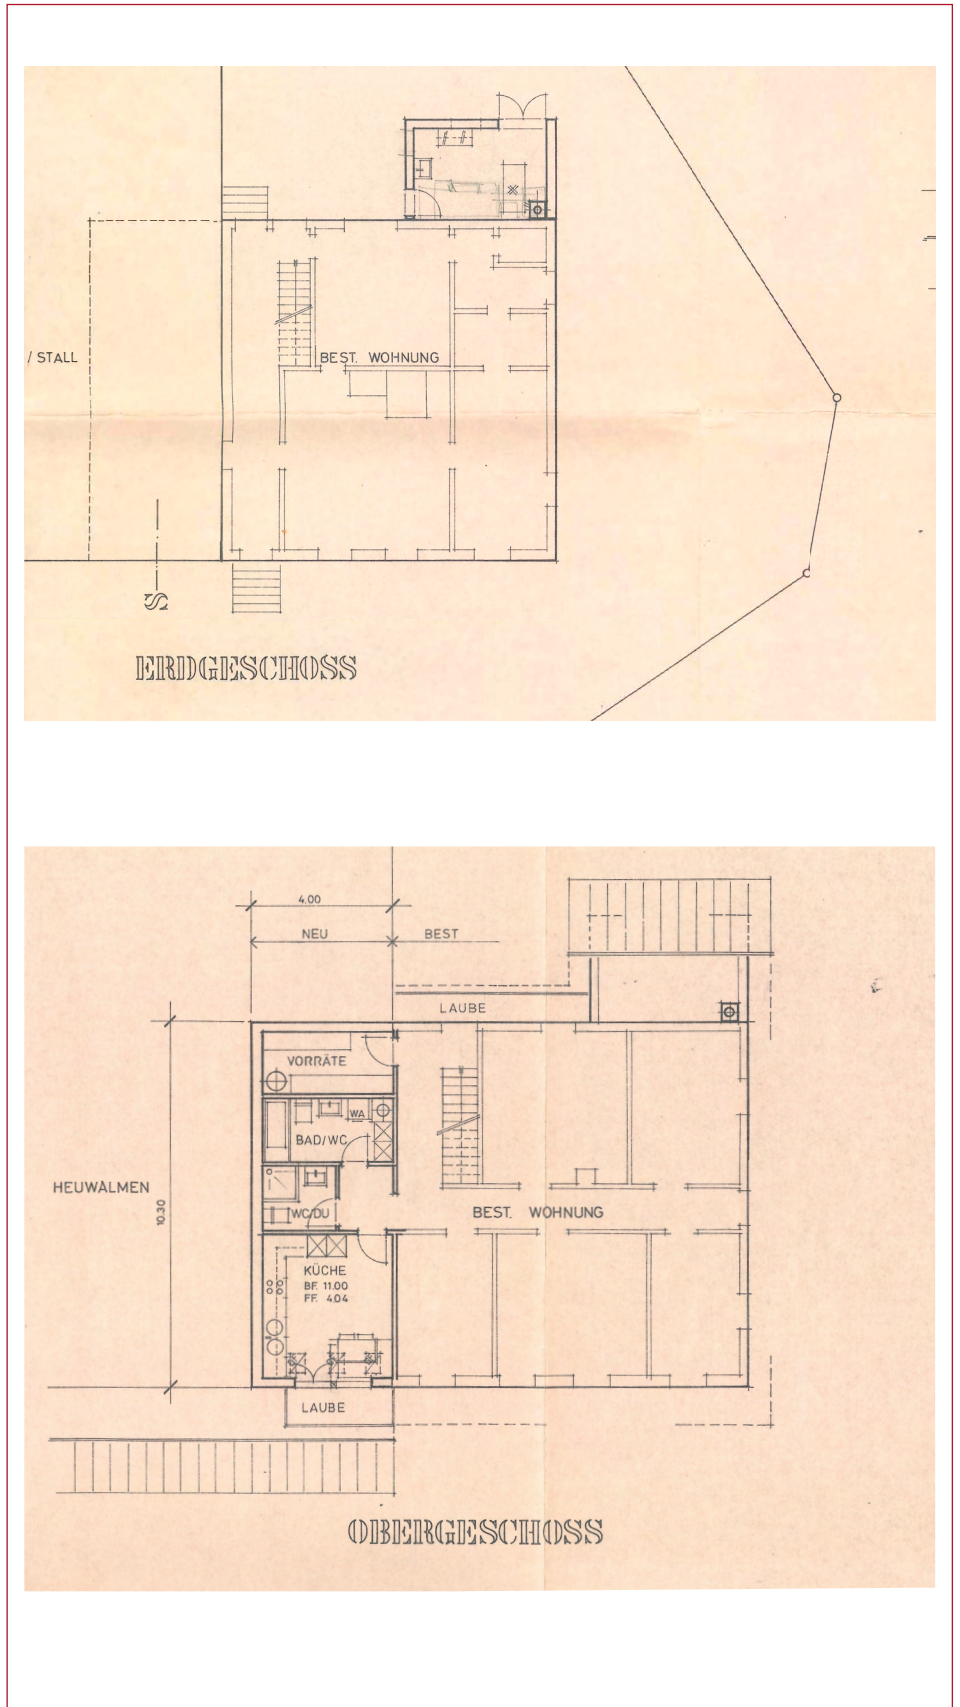 / STALL
BEST. WOHNUNG
S
ERDGESCHOSS
4.00
NEU
BEST
LAUBE
VORRÄTE
WA
BAD/WC
HEUWALMEN
10.30
WC/DU
BEST. WOHNUNG
KÜCHE
BF. 11.00
FF. 4.04
LAUBE
OBERGESCHOSS